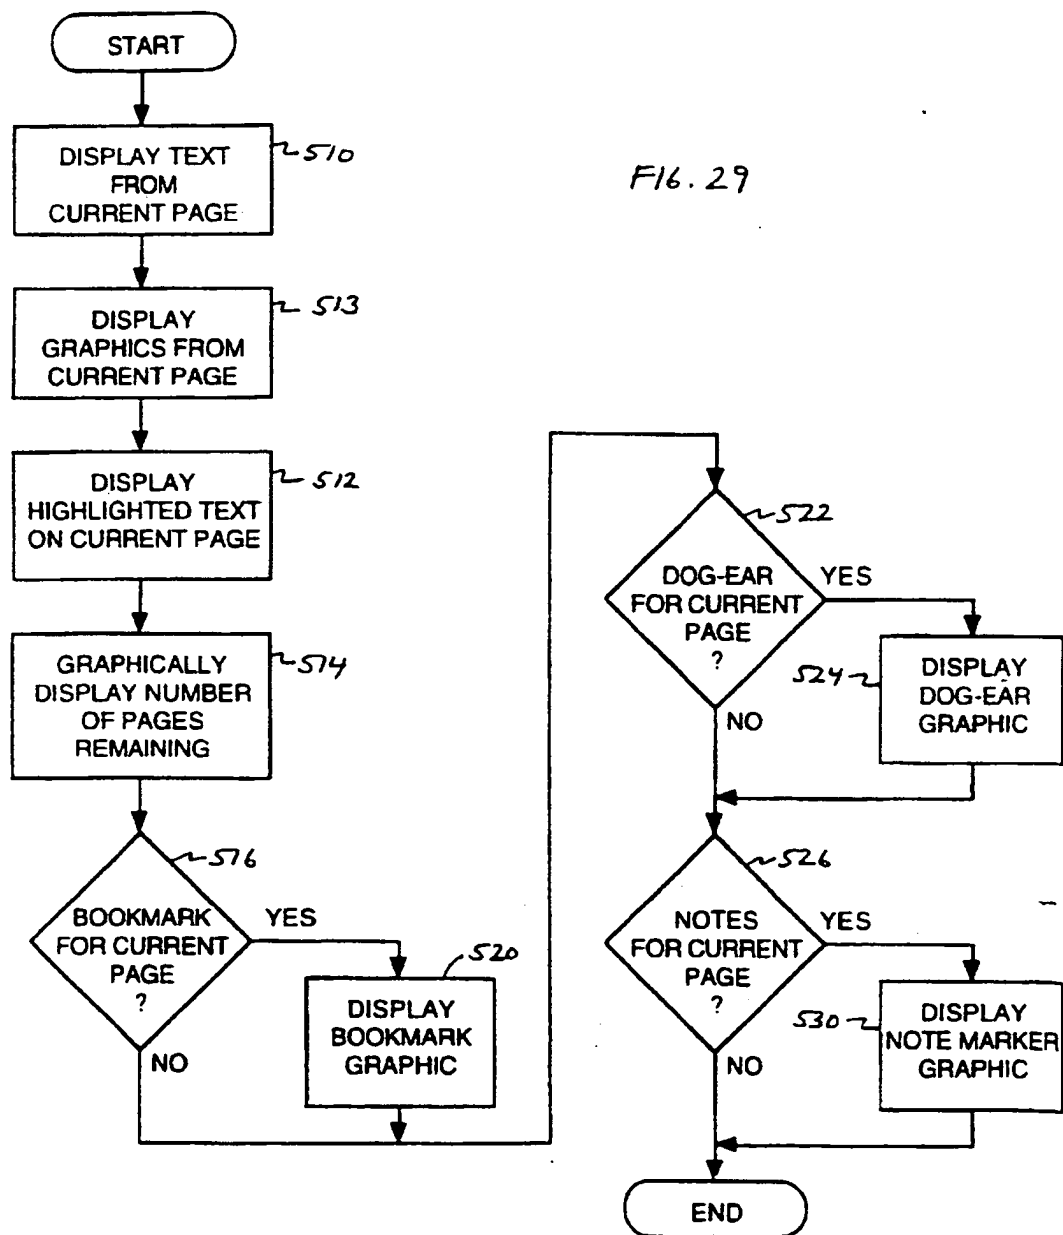 START
DISPLAY TEXT
FROM
CURRENT PAGE
510
FIG. 29
DISPLAY
GRAPHICS FROM
CURRENT PAGE
513
DISPLAY
HIGHLIGHTED TEXT
ON CURRENT PAGE
512
GRAPHICALLY
DISPLAY NUMBER
OF PAGES
REMAINING
514
BOOKMARK
FOR CURRENT
PAGE
?
516
YES
NO
520
DISPLAY
BOOKMARK
GRAPHIC
522
DOG-EAR
FOR CURRENT
PAGE
?
YES
NO
524
DISPLAY
DOG-EAR
GRAPHIC
526
NOTES
FOR CURRENT
PAGE
?
YES
NO
530
DISPLAY
NOTE MARKER
GRAPHIC
END